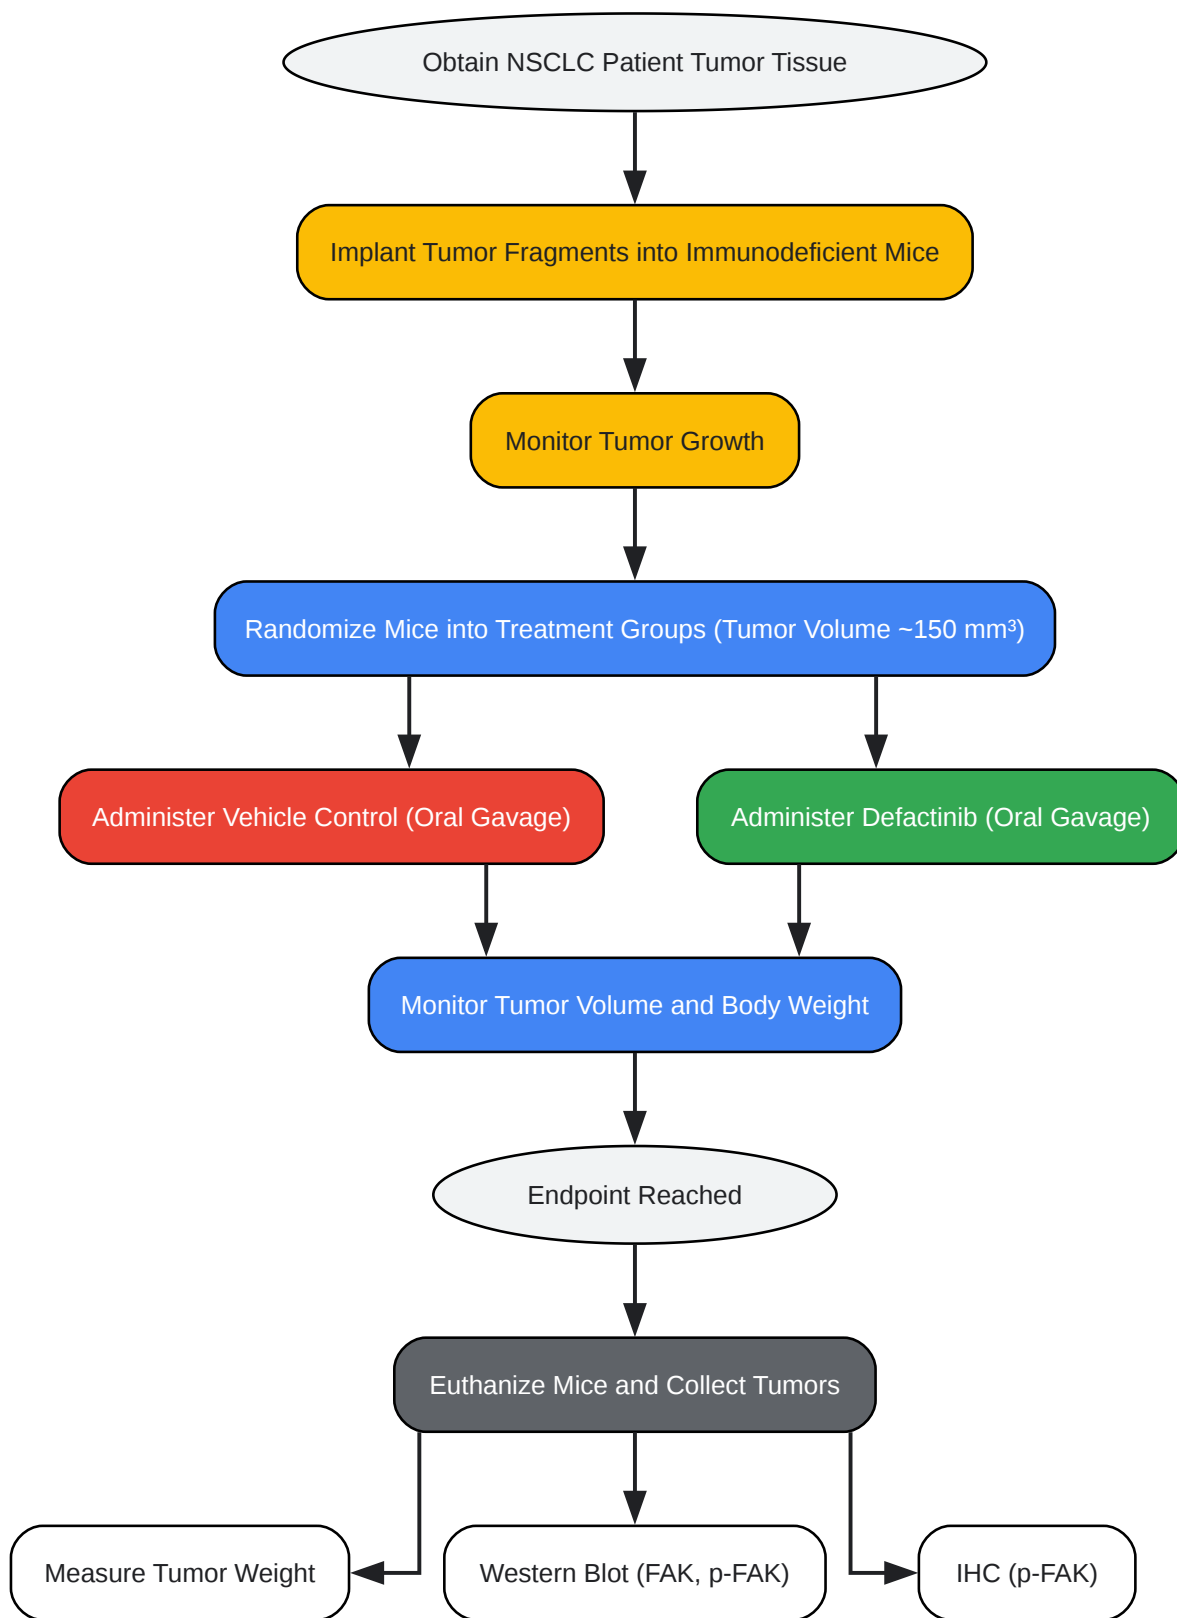 Obtain NSCLC Patient Tumor Tissue
Implant Tumor Fragments into Immunodeficient Mice
Monitor Tumor Growth
Randomize Mice into Treatment Groups (Tumor Volume ~150 mm³)
Administer Vehicle Control (Oral Gavage)
Administer Defactinib (Oral Gavage)
Monitor Tumor Volume and Body Weight
Endpoint Reached
Euthanize Mice and Collect Tumors
Measure Tumor Weight
Western Blot (FAK, p-FAK)
IHC (p-FAK)